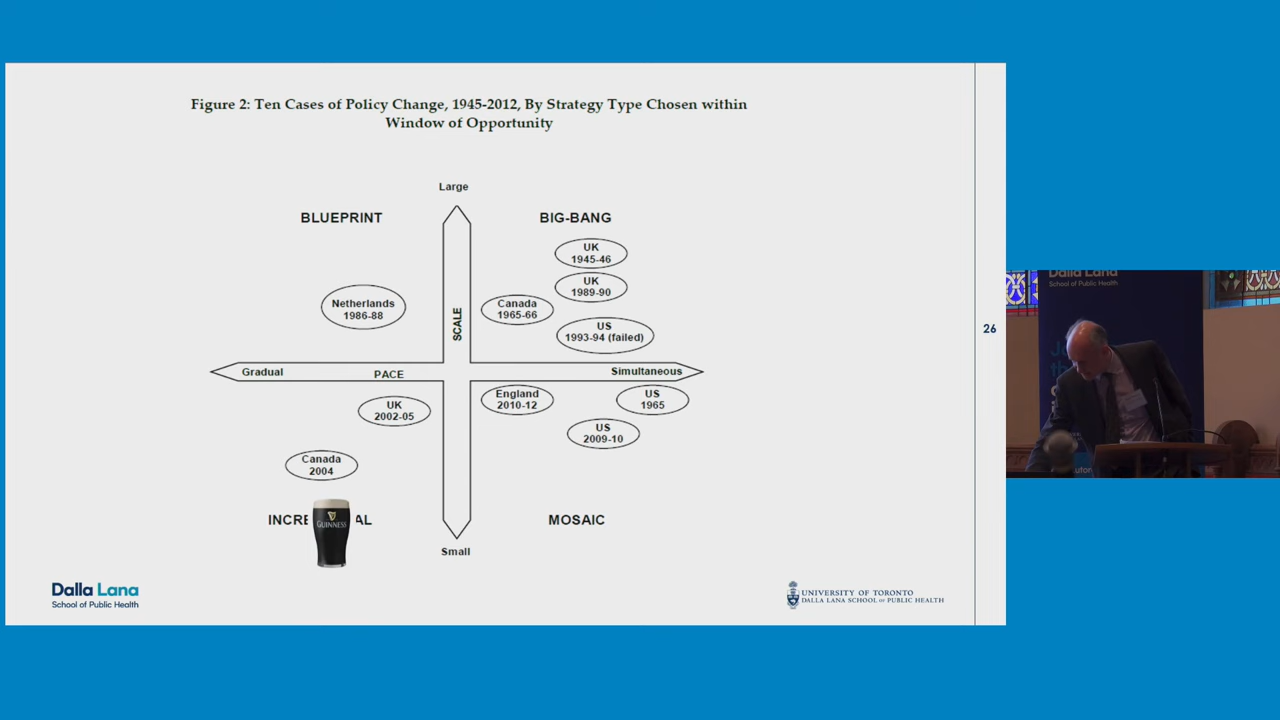 Figure 2: Ten Cases of Policy Change, 1945-2012, By Strategy Type Chosen within
Window of Opportunity
Large
BLUEPRINT
BIG-BANG
UK
1945-46
UK
1989-90
Netherlands
1986-88
Canada
1965-66
SCALE
US
1993-94 (failed)
Gradual
PACE
Simultaneous
UK
2002-05
England
2010-12
US
1965
US
2009-10
Canada
2004
GUINNESS
MOSAIC
Small
Dalla Lana
School of Public Health
UNIVERSITY OF TORONTO
DALLA LANA SCHOOL OF PUBLIC HEALTH
26
Dalla Lana
School of Public Health